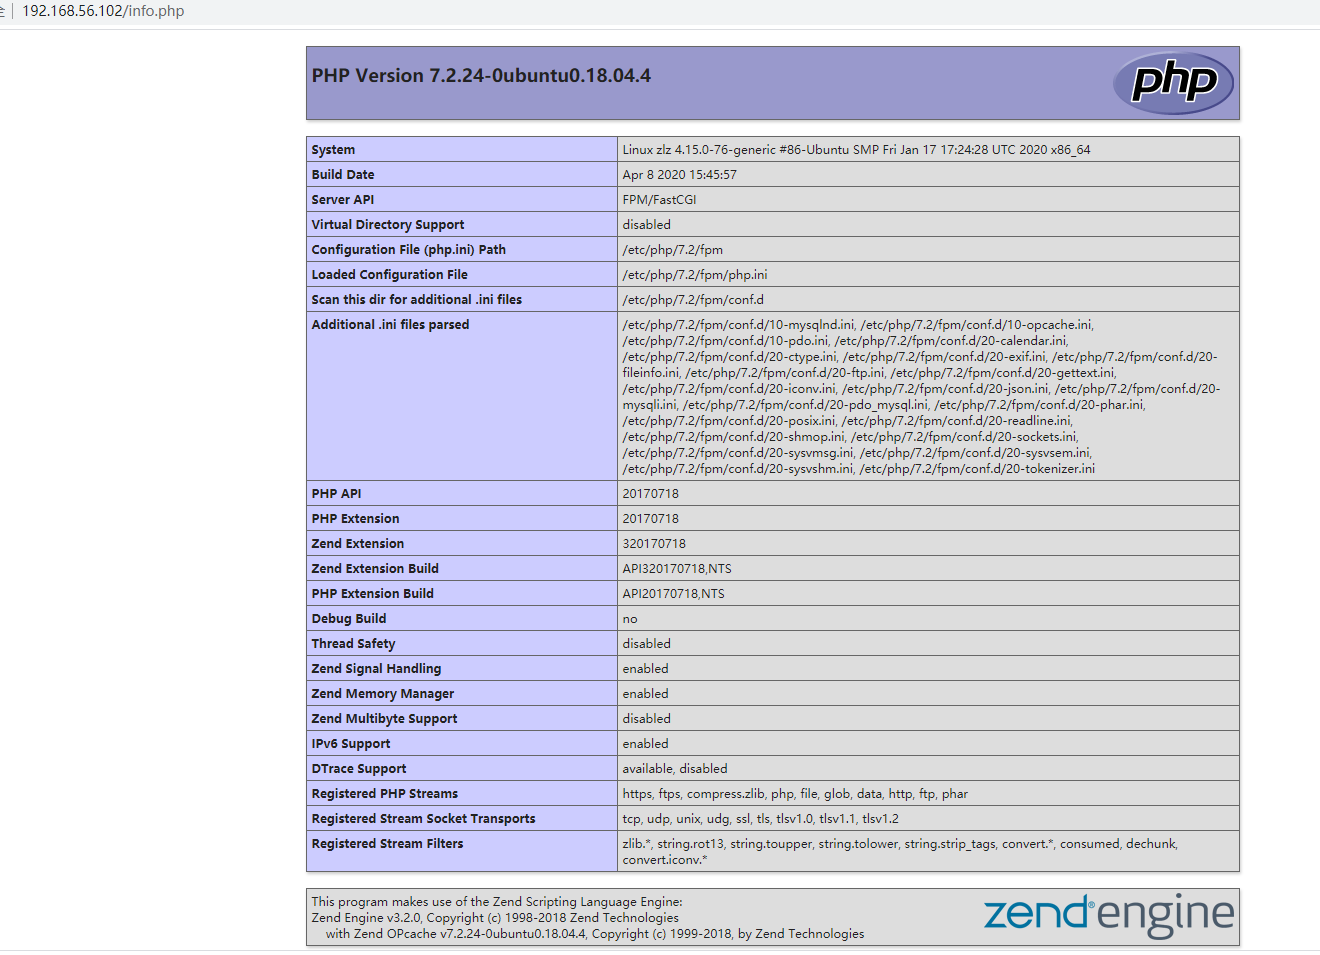 全 | 192.168.56.102/info.php
PHP Version 7.2.24-0ubuntu0.18.04.4
php
System Linux zlz 4.15.0-76-generic #86-Ubuntu SMP Fri Jan 17 17:24:28 UTC 2020 x86_64
Build Date Apr 8 2020 15:45:57
Server API FPM/FastCGI
Virtual Directory Support disabled
Configuration File (php.ini) Path /etc/php/7.2/fpm
Loaded Configuration File /etc/php/7.2/fpm/php.ini
Scan this dir for additional .ini files /etc/php/7.2/fpm/conf.d
Additional .ini files parsed /etc/php/7.2/fpm/conf.d/10-mysqlnd.ini, /etc/php/7.2/fpm/conf.d/10-opcache.ini,
/etc/php/7.2/fpm/conf.d/10-pdo.ini, /etc/php/7.2/fpm/conf.d/20-calendar.ini,
/etc/php/7.2/fpm/conf.d/20-ctype.ini, /etc/php/7.2/fpm/conf.d/20-exif.ini, /etc/php/7.2/fpm/conf.d/20-
fileinfo.ini, /etc/php/7.2/fpm/conf.d/20-ftp.ini, /etc/php/7.2/fpm/conf.d/20-gettext.ini,
/etc/php/7.2/fpm/conf.d/20-iconv.ini, /etc/php/7.2/fpm/conf.d/20-json.ini, /etc/php/7.2/fpm/conf.d/20-
mysqli.ini, /etc/php/7.2/fpm/conf.d/20-pdo_mysql.ini, /etc/php/7.2/fpm/conf.d/20-phar.ini,
/etc/php/7.2/fpm/conf.d/20-posix.ini, /etc/php/7.2/fpm/conf.d/20-readline.ini,
/etc/php/7.2/fpm/conf.d/20-shmop.ini, /etc/php/7.2/fpm/conf.d/20-sockets.ini,
/etc/php/7.2/fpm/conf.d/20-sysvmsg.ini, /etc/php/7.2/fpm/conf.d/20-sysvsem.ini,
/etc/php/7.2/fpm/conf.d/20-sysvshm.ini, /etc/php/7.2/fpm/conf.d/20-tokenizer.ini
PHP API 20170718
PHP Extension 20170718
Zend Extension 320170718
Zend Extension Build API320170718,NTS
PHP Extension Build API20170718,NTS
Debug Build no
Thread Safety disabled
Zend Signal Handling enabled
Zend Memory Manager enabled
Zend Multibyte Support disabled
IPv6 Support enabled
DTrace Support available, disabled
Registered PHP Streams https, ftps, compress.zlib, php, file, glob, data, http, ftp, phar
Registered Stream Socket Transports tcp, udp, unix, udg, ssl, tls, tlsv1.0, tlsv1.1, tlsv1.2
Registered Stream Filters zlib.*, string.rot13, string.toupper, string.tolower, string.strip_tags, convert.*, consumed, dechunk,
convert.iconv.*
This program makes use of the Zend Scripting Language Engine:
Zend Engine v3.2.0, Copyright (c) 1998-2018 Zend Technologies
with Zend OPcache v7.2.24-0ubuntu0.18.04.4, Copyright (c) 1999-2018, by Zend Technologies
zend® engine